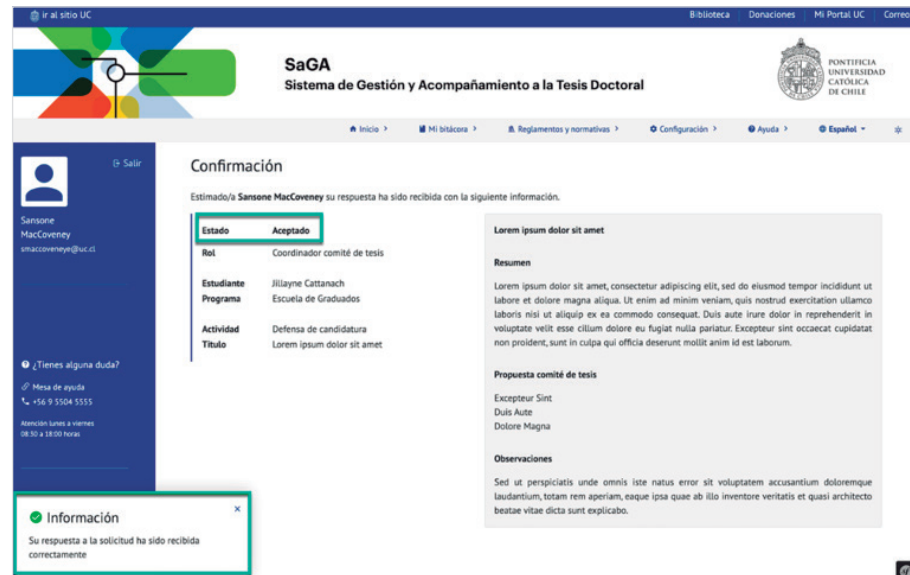 ir al sitio UC
Biblioteca Donaciones Mi Portal UC Correo
SaGA
Sistema de Gestión y Acompañamiento a la Tesis Doctoral
PONTIFICIA
UNIVERSIDAD
CATÓLICA
DE CHILE
Inicio > Mi bitácora > Reglamentos y normativas > Configuración > Ayuda > Español
Salir
Sansone
MacCoveney
smaccoveneye@uc.cl
¿Tienes alguna duda?
Mesa de ayuda
+56 9 5504 5555
Atención lunes a viernes
08:30 a 18:00 horas
Confirmación
Estimado/a Sansone MacCoveney su respuesta ha sido recibida con la siguiente información.
Estado Aceptado
Rol Coordinador comité de tesis
Estudiante Jillayne Cattanach
Programa Escuela de Graduados
Actividad Defensa de candidatura
Título Lorem ipsum dolor sit amet
Lorem ipsum dolor sit amet
Resumen
Lorem ipsum dolor sit amet, consectetur adipiscing elit, sed do eiusmod tempor incididunt ut
labore et dolore magna aliqua. Ut enim ad minim veniam, quis nostrud exercitation ullamco
laboris nisi ut aliquip ex ea commodo consequat. Duis aute irure dolor in reprehenderit in
voluptate velit esse cillum dolore eu fugiat nulla pariatur. Excepteur sint occaecat cupidatat
non proident, sunt in culpa qui officia deserunt mollit anim id est laborum.
Propuesta comité de tesis
Excepteur Sint
Duis Aute
Dolore Magna
Observaciones
Sed ut perspiciatis unde omnis iste natus error sit voluptatem accusantium doloremque
laudantium, totam rem aperiam, eaque ipsa quae ab illo inventore veritatis et quasi architecto
beatae vitae dicta sunt explicabo.
Información
×
Su respuesta a la solicitud ha sido recibida
correctamente